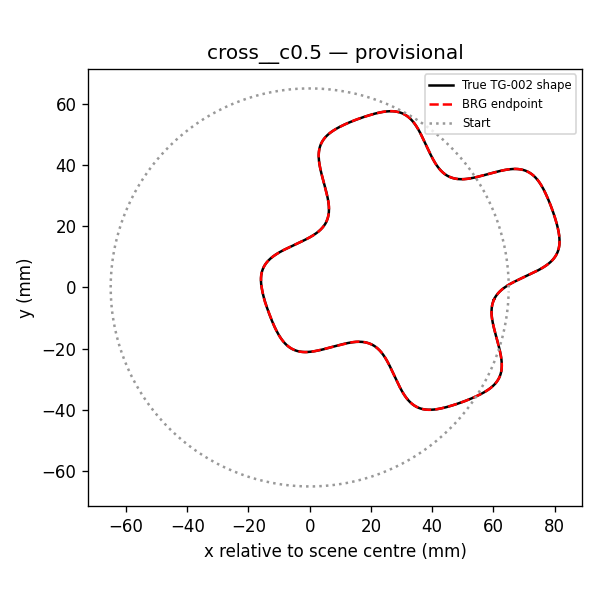 cross__c0.5 — provisional
True TG-002 shape
BRG endpoint
Start
60
40
20
0
−20
−40
−60
y (mm)
−60 −40 −20 0 20 40 60 80
x relative to scene centre (mm)